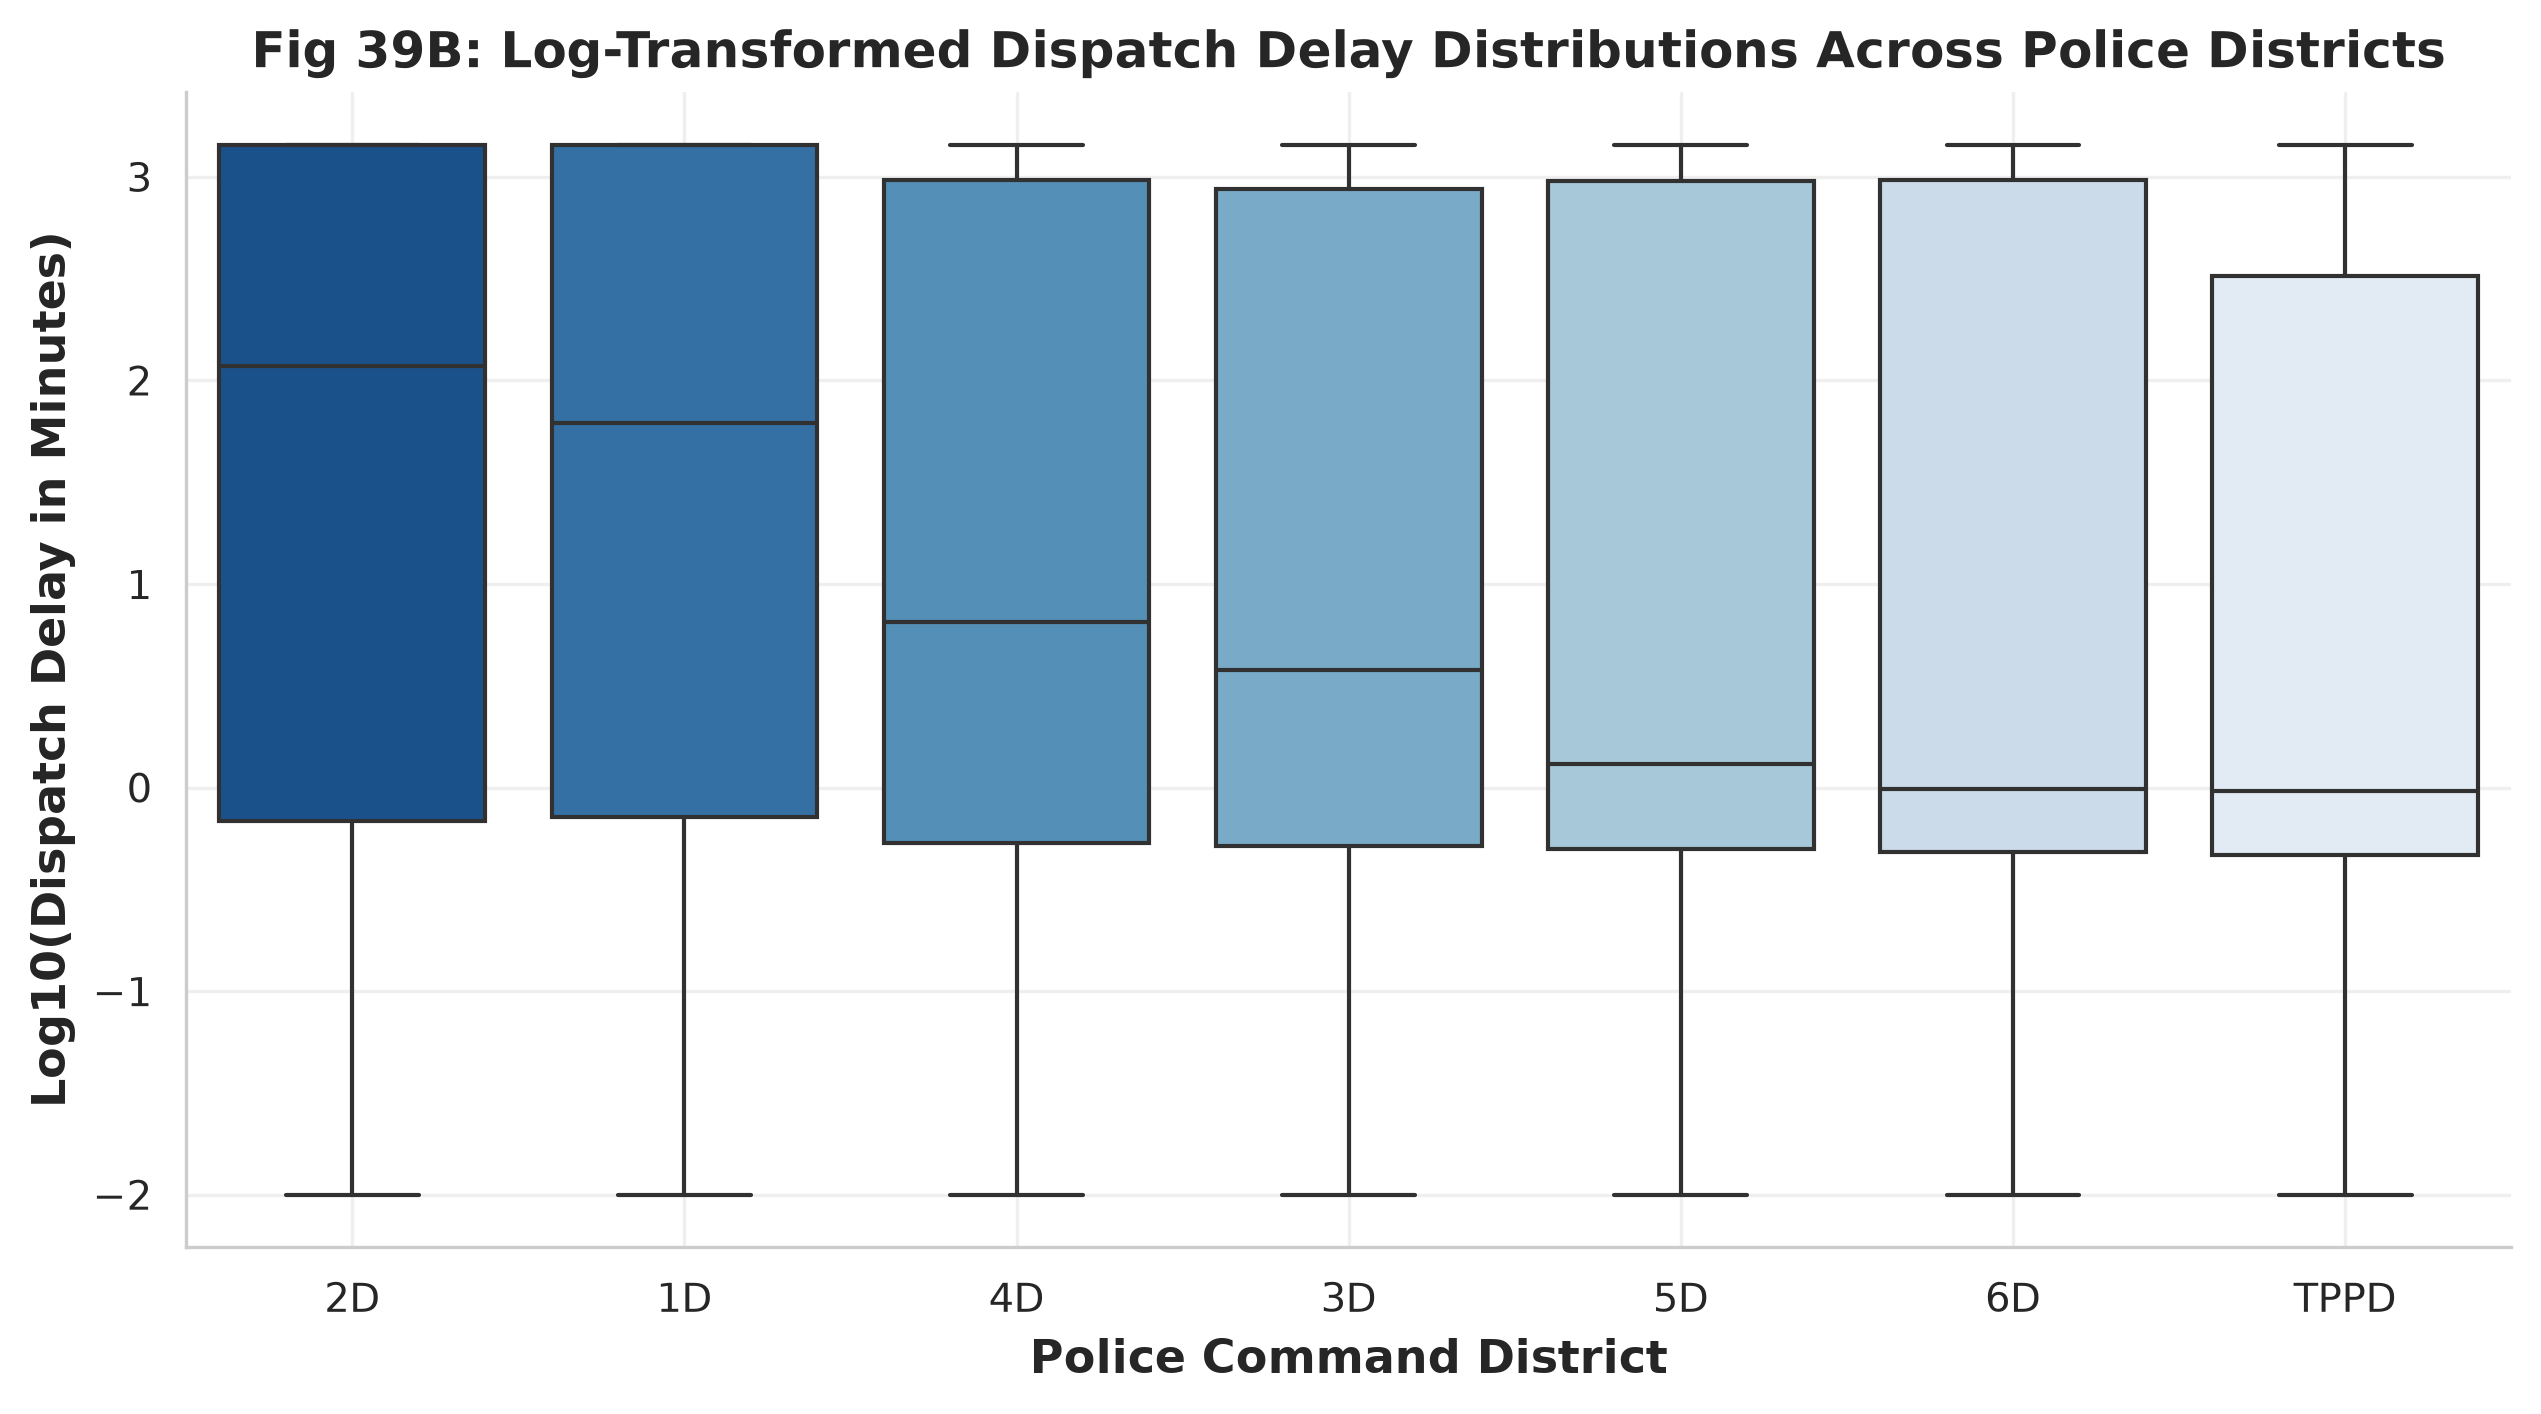 Fig 39B: Log-Transformed Dispatch Delay Distributions Across Police Districts
Log10(Dispatch Delay in Minutes)
3
2
1
0
−1
−2
2D 1D 4D 3D 5D 6D TPPD
Police Command District